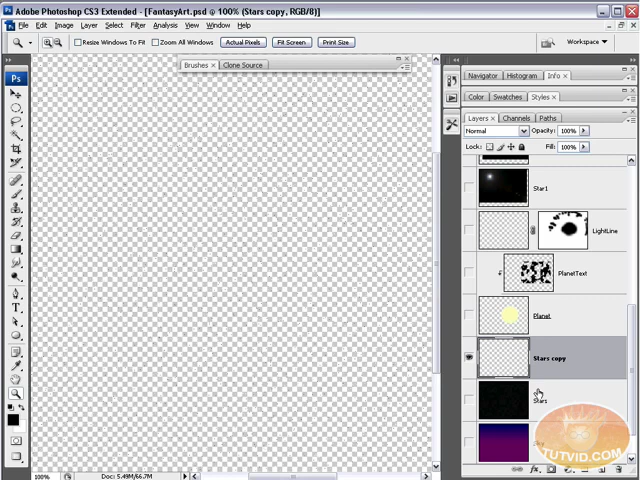 Adobe Photoshop CS3 Extended - [FantasyArt.psd @ 100% (Stars copy, RGB/8)]
File Edit Image Layer Select Filter Analysis View Window Help
Resize Windows To Fit Zoom All Windows Actual Pixels Fit Screen Print Size Workspace
Brushes × Clone Source
Ps
Navigator Histogram Info ×
Color Swatches Styles ×
Layers × Channels Paths
Normal Opacity: 100%
Lock: Fill: 100%
Star1
LightLine
PlanetText
Planet
Stars copy
Stars
Sky
TUTVID.COM
100% Doc: 5.49M/66.7M